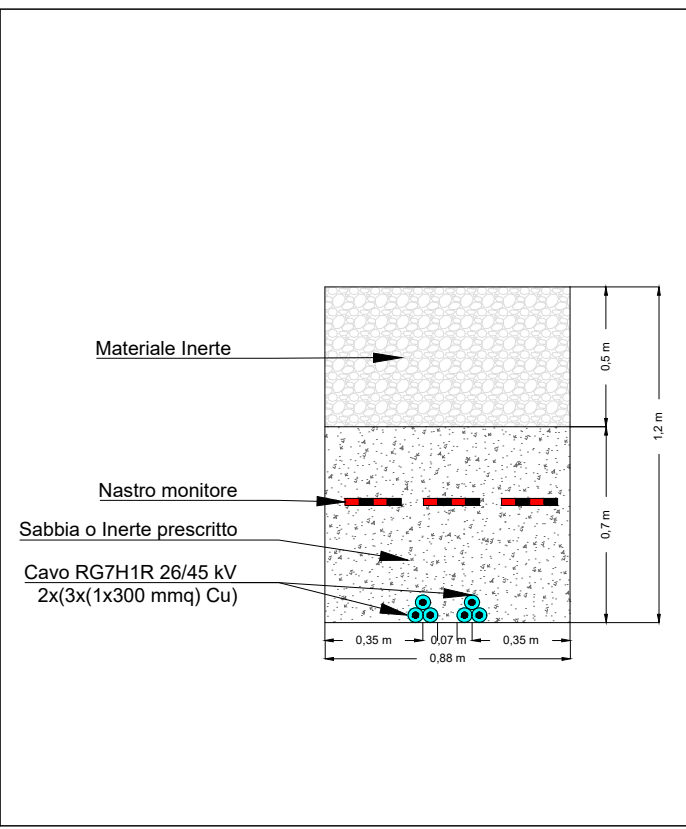 Materiale Inerte
0,5 m
1,2 m
Nastro monitore
0,7 m
Sabbia o Inerte prescritto
Cavo RG7H1R 26/45 kV
2x(3x(1x300 mmq) Cu)
0,35 m
0,07 m
0,35 m
0,88 m